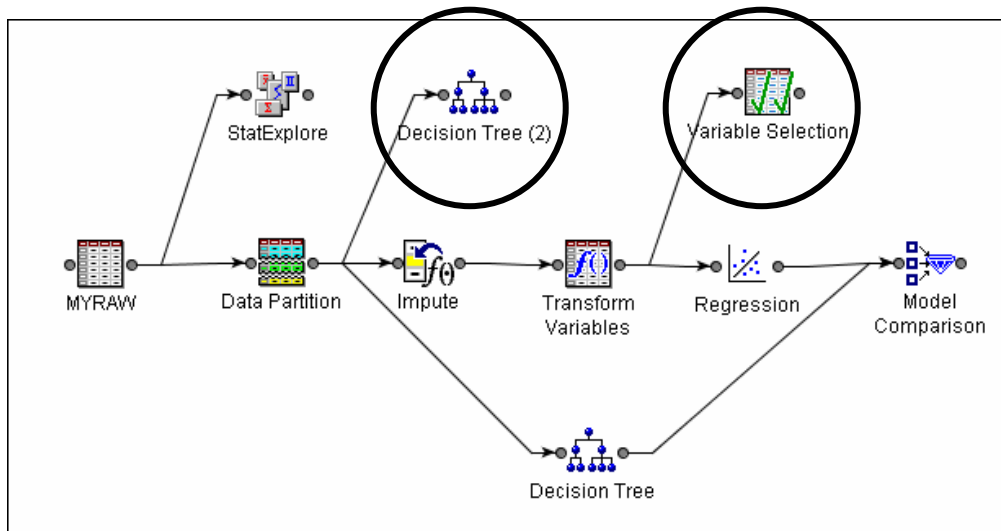 StatExplore
Decision Tree (2)
Variable Selection
MYRAW
Data Partition
Impute
Transform
Variables
Regression
Model
Comparison
Decision Tree